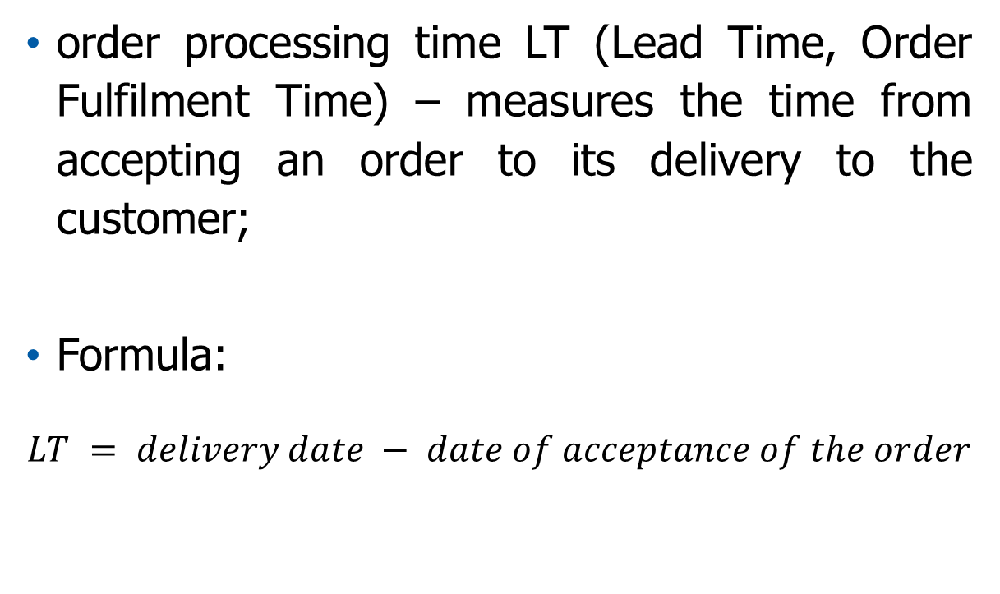 • order processing time LT (Lead Time, Order
Fulfilment Time) – measures the time from
accepting an order to its delivery to the
customer;
• Formula:
LT = delivery date − date of acceptance of the order